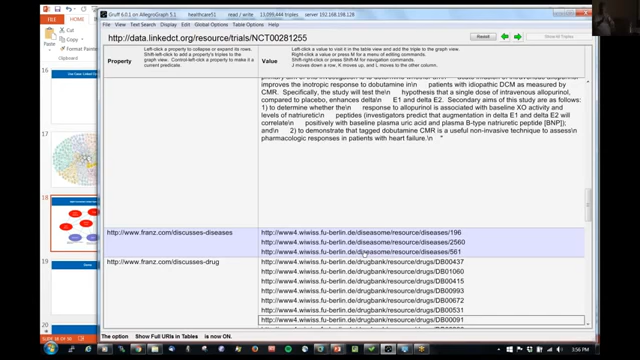 Gruff 6.0.1 on AllegroGraph 5.1 healthcare51 read / write 13,099,444 triples server 192.168.198.128
File View Text Search Display Select Edit Global Options Table Options Help
http://data.linkedct.org/resource/trials/NCT00281255
Revisit
Show All Triples
Property
Left-click a property to collapse or expand its rows.
Shift-click to add a property's triples to the
graph view. Control-left-click a property to make it a
current predicate.
Value
Left-click a value to visit it in the table view and add the triple to the graph view.
Right-click a value or press M for a menu of editing commands.
Shift-right-click or press Shift-M for navigation commands.
J moves down a row, K moves up, and L moves to the other column.
improves the inotropic response to dobutamine\n patients with idiopathic DCM as measured by
CMR. Specifically, the study will test the\n hypothesis that a single dose of intravenous allopurinol,
compared to placebo, enhances delta\n E1 and delta E2. Secondary aims of this study are as follows:
1) to determine whether the\n response to allopurinol is associated with baseline XO activity and
levels of natriuretic\n peptides (investigators predict that augmentation in delta E1 and delta E2 will
correlate\n positively with baseline plasma uric acid and plasma B-type natriuretic peptide [BNP]);
and\n 2) to demonstrate that tagged dobutamine CMR is a useful non-invasive technique to assess\n
pharmacologic responses in patients with heart failure.\n "
http://www.franz.com/discusses-diseases
http://www4.wiwiss.fu-berlin.de/diseasome/resource/diseases/196
http://www4.wiwiss.fu-berlin.de/diseasome/resource/diseases/2560
http://www4.wiwiss.fu-berlin.de/diseasome/resource/diseases/561
http://www.franz.com/discusses-drug
http://www4.wiwiss.fu-berlin.de/drugbank/resource/drugs/DB00437
http://www4.wiwiss.fu-berlin.de/drugbank/resource/drugs/DB01060
http://www4.wiwiss.fu-berlin.de/drugbank/resource/drugs/DB00415
http://www4.wiwiss.fu-berlin.de/drugbank/resource/drugs/DB00993
http://www4.wiwiss.fu-berlin.de/drugbank/resource/drugs/DB00672
http://www4.wiwiss.fu-berlin.de/drugbank/resource/drugs/DB00531
http://www4.wiwiss.fu-berlin.de/drugbank/resource/drugs/DB00091
The option Show Full URIs in Tables is now ON.
FILE HOME
Paste
Clipboard
16
17
18
19
20
3:56 PM